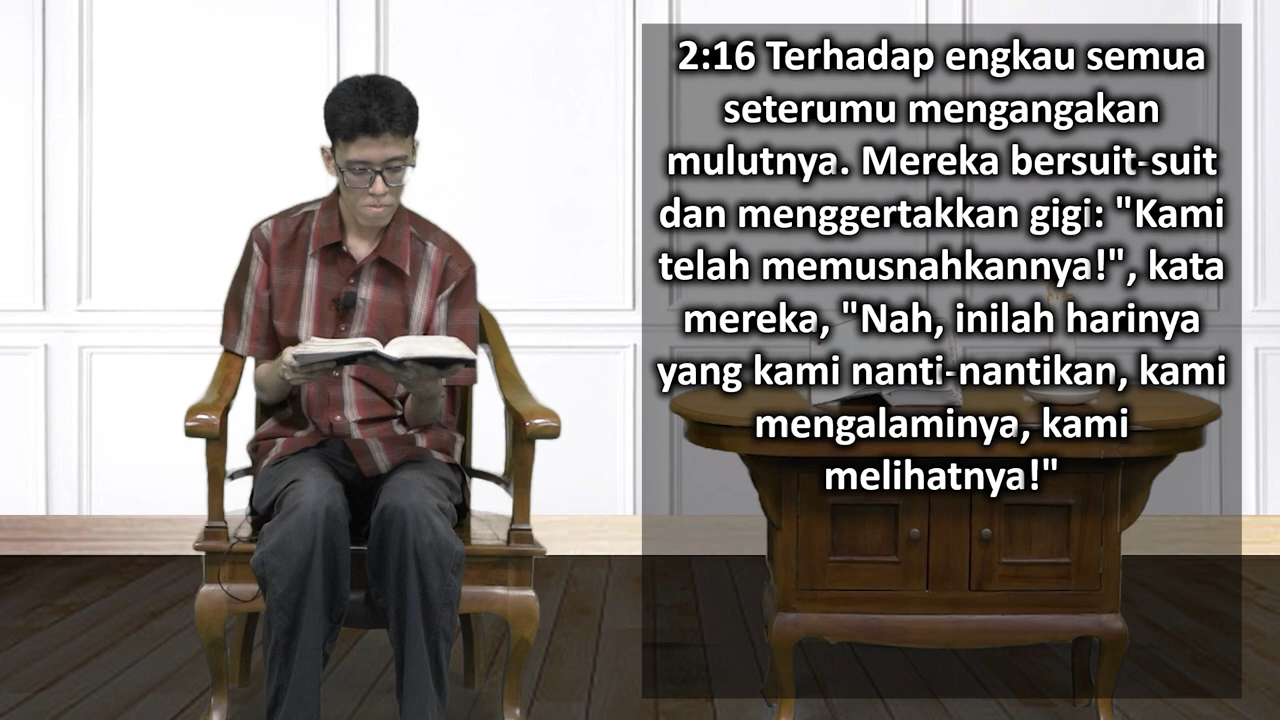 2:16 Terhadap engkau semua
seterumu mengangakan
mulutnya. Mereka bersuit-suit
dan menggertakkan gigi: "Kami
telah memusnahkannya!", kata
mereka, "Nah, inilah harinya
yang kami nanti-nantikan, kami
mengalaminya, kami
melihatnya!"